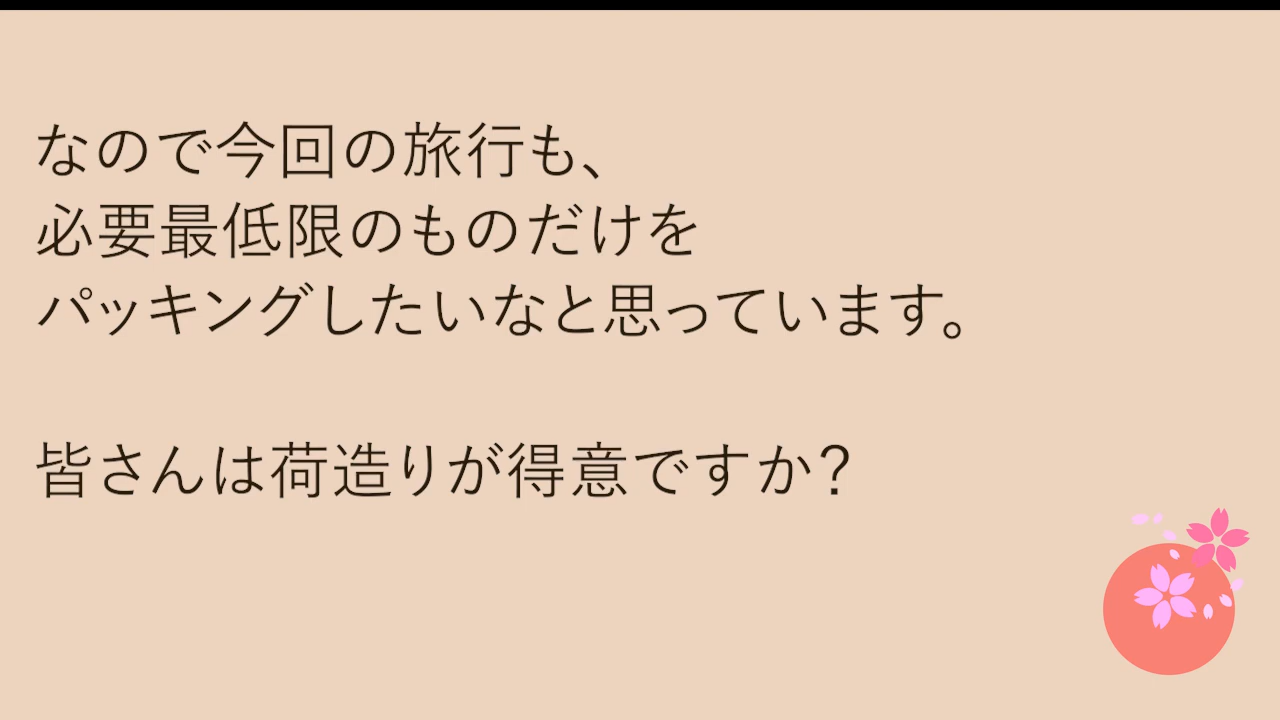 なので今回の旅行も、
必要最低限のものだけを
パッキングしたいなと思っています。
皆さんは荷造りが得意ですか？